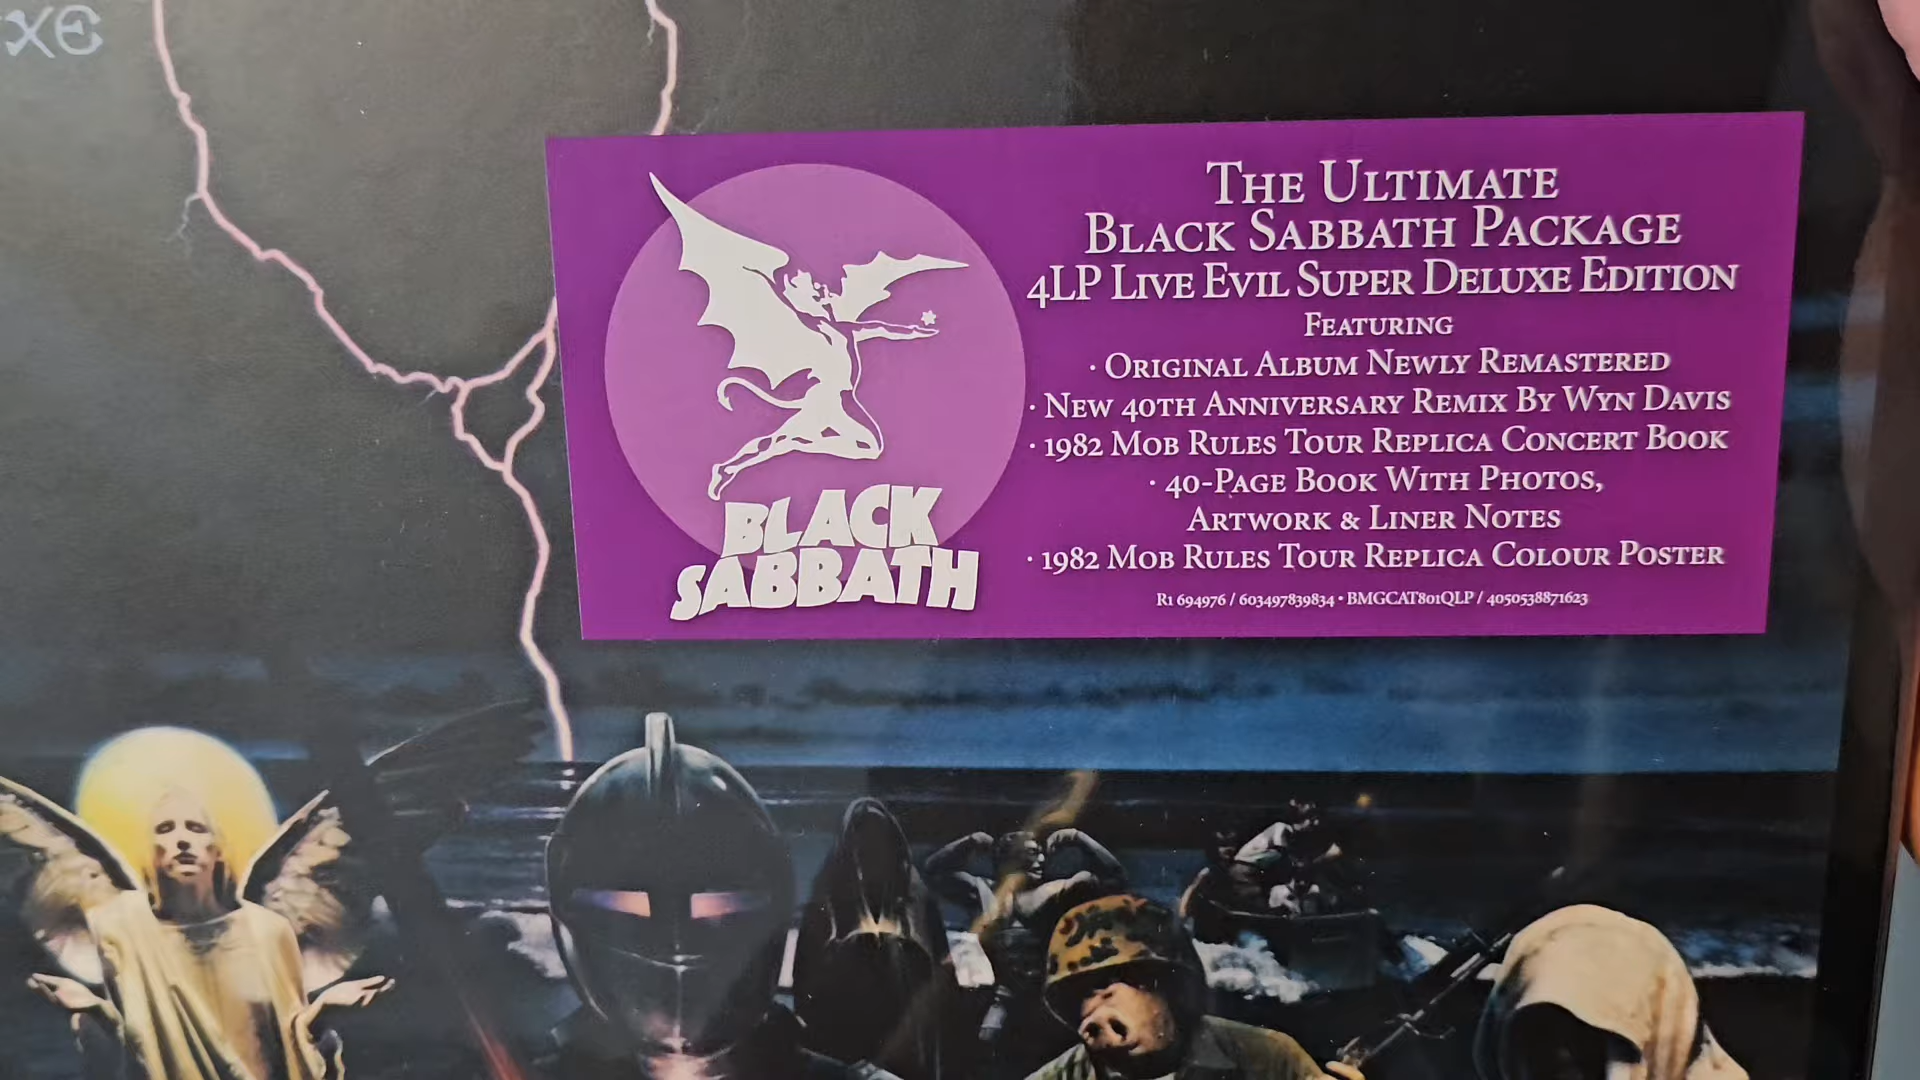 XE
The Ultimate
Black Sabbath Package
4LP Live Evil Super Deluxe Edition
Featuring
· Original Album Newly Remastered
· New 40th Anniversary Remix By Wyn Davis
· 1982 Mob Rules Tour Replica Concert Book
· 40-Page Book With Photos,
Artwork & Liner Notes
· 1982 Mob Rules Tour Replica Colour Poster
R1 694976 / 603497839834 • BMGCAT801QLP / 4050538871623
BLACK
SABBATH